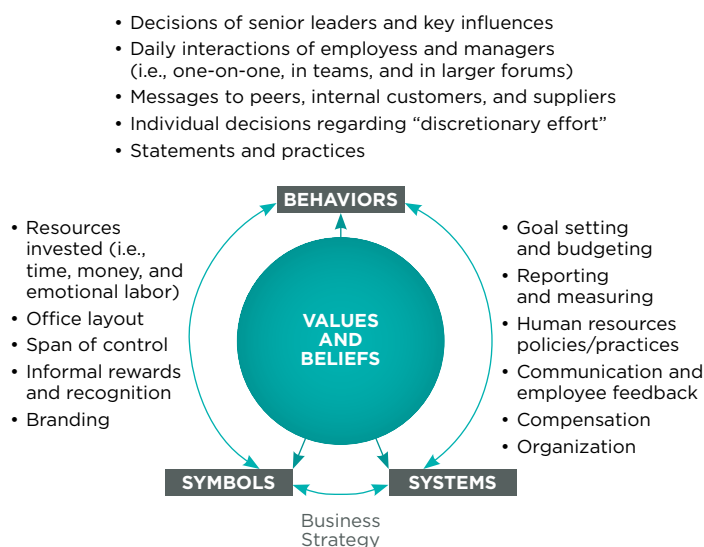 • Decisions of senior leaders and key influences
• Daily interactions of employess and managers
(i.e., one-on-one, in teams, and in larger forums)
• Messages to peers, internal customers, and suppliers
• Individual decisions regarding “discretionary effort”
• Statements and practices
BEHAVIORS
• Resources
invested (i.e.,
time, money, and
emotional labor)
• Office layout
• Span of control
• Informal rewards
and recognition
• Branding
VALUES
AND
BELIEFS
• Goal setting
and budgeting
• Reporting
and measuring
• Human resources
policies/practices
• Communication and
employee feedback
• Compensation
• Organization
SYMBOLS
SYSTEMS
Business
Strategy